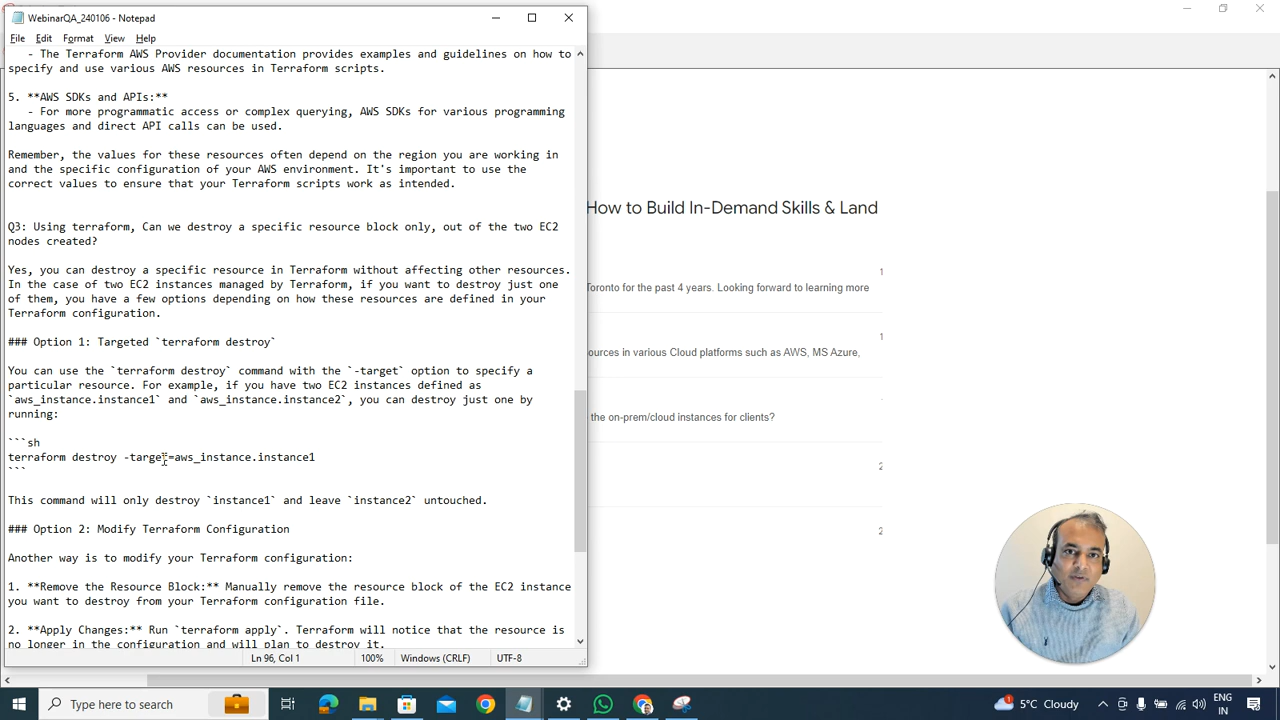 WebinarQA_240106 - Notepad
File Edit Format View Help
- The Terraform AWS Provider documentation provides examples and guidelines on how to
specify and use various AWS resources in Terraform scripts.
5. **AWS SDKs and APIs:**
- For more programmatic access or complex querying, AWS SDKs for various programming
languages and direct API calls can be used.
Remember, the values for these resources often depend on the region you are working in
and the specific configuration of your AWS environment. It's important to use the
correct values to ensure that your Terraform scripts work as intended.
Q3: Using terraform, Can we destroy a specific resource block only, out of the two EC2
nodes created?
Yes, you can destroy a specific resource in Terraform without affecting other resources.
In the case of two EC2 instances managed by Terraform, if you want to destroy just one
of them, you have a few options depending on how these resources are defined in your
Terraform configuration.
### Option 1: Targeted `terraform destroy`
You can use the `terraform destroy` command with the `-target` option to specify a
particular resource. For example, if you have two EC2 instances defined as
`aws_instance.instance1` and `aws_instance.instance2`, you can destroy just one by
running:
```sh
terraform destroy -target=aws_instance.instance1
```
This command will only destroy `instance1` and leave `instance2` untouched.
### Option 2: Modify Terraform Configuration
Another way is to modify your Terraform configuration:
1. **Remove the Resource Block:** Manually remove the resource block of the EC2 instance
you want to destroy from your Terraform configuration file.
2. **Apply Changes:** Run `terraform apply`. Terraform will notice that the resource is
no longer in the configuration and will plan to destroy it.
Ln 96, Col 1 100% Windows (CRLF) UTF-8
How to Build In-Demand Skills & Land
1
Toronto for the past 4 years. Looking forward to learning more
1
ources in various Cloud platforms such as AWS, MS Azure,
the on-prem/cloud instances for clients?
2
2
Type here to search
5°C Cloudy
ENG
IN